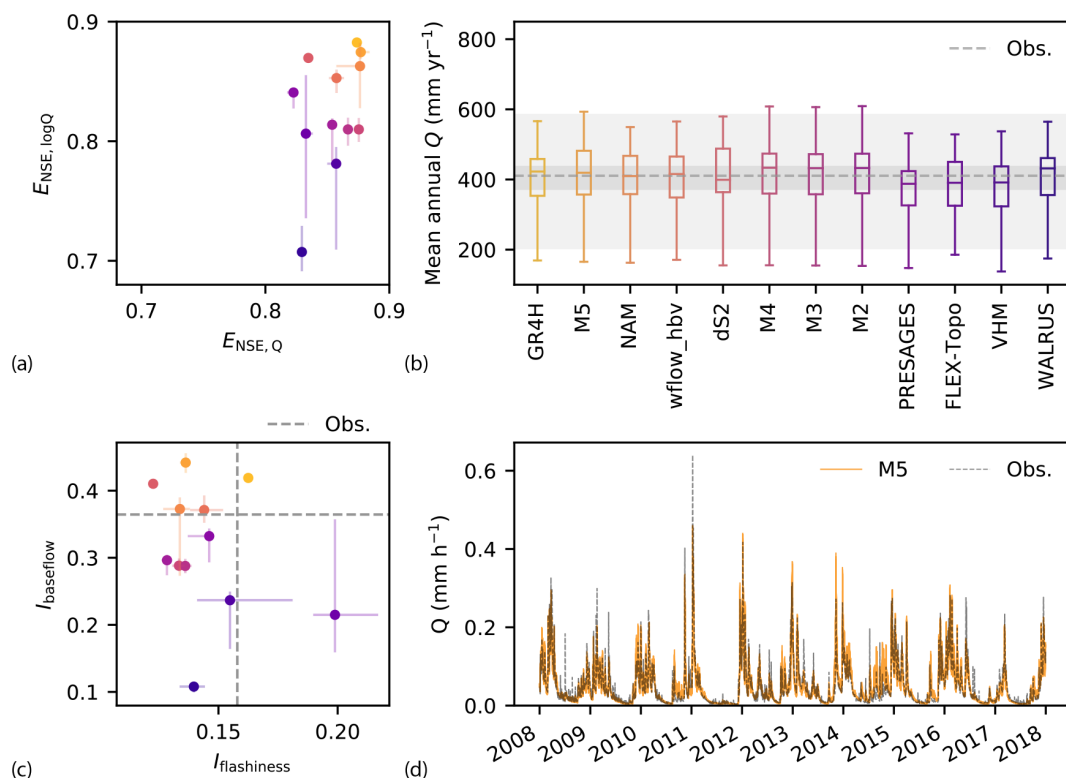 0.9
0.8
0.7
E_NSE, logQ
0.7
0.8
0.9
E_NSE, Q
(a)
800
600
400
200
Mean annual Q (mm yr⁻¹)
Obs.
GR4H
M5
NAM
wflow_hbv
dS2
M4
M3
M2
PRESAGES
FLEX-Topo
VHM
WALRUS
(b)
Obs.
0.4
0.3
0.2
0.1
I_baseflow
0.15
0.20
I_flashiness
(c)
M5
Obs.
0.6
0.4
0.2
0.0
Q (mm h⁻¹)
2008
2009
2010
2011
2012
2013
2014
2015
2016
2017
2018
(d)